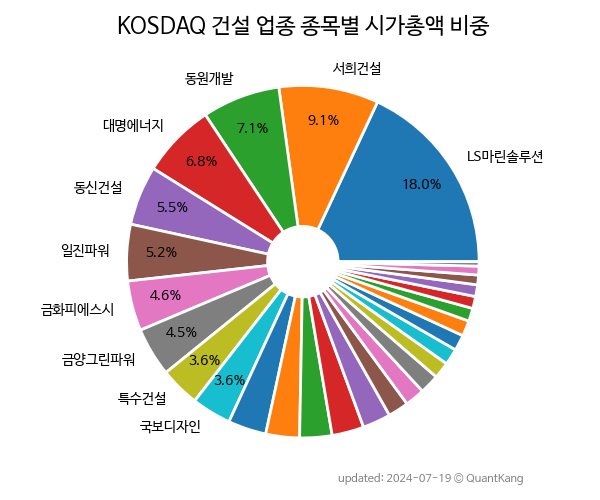 KOSDAQ 건설 업종 종목별 시가총액 비중
서희건설
동원개발
9.1%
7.1%
대명에너지
LS마린솔루션
6.8%
18.0%
동신건설
5.5%
일진파워
5.2%
4.6%
금화피에스시
4.5%
금양그린파워
3.6%
3.6%
특수건설
국보디자인
updated: 2024-07-19 © QuantKang